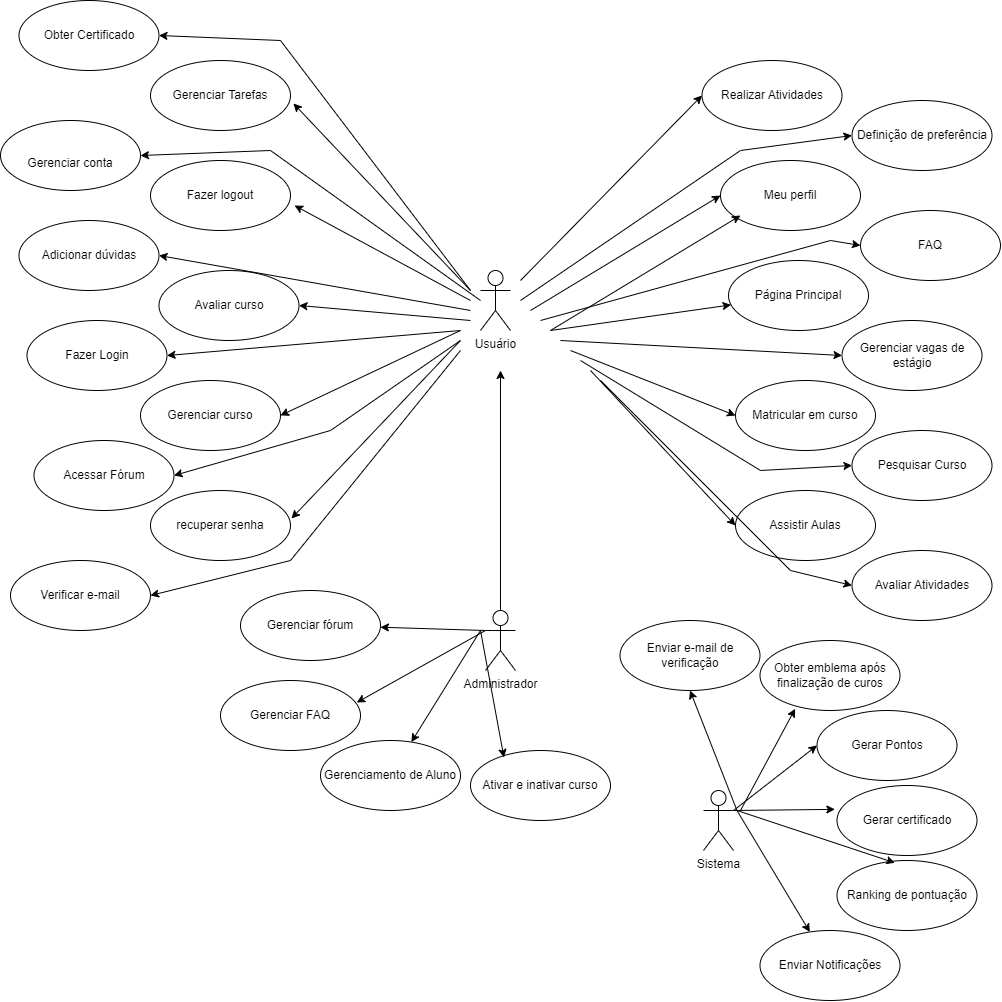 Obter Certificado
Gerenciar Tarefas
Realizar Atividades
Definição de preferência
Gerenciar conta
Fazer logout
Meu perfil
FAQ
Adicionar dúvidas
Avaliar curso
Página Principal
Usuário
Fazer Login
Gerenciar vagas de
estágio
Gerenciar curso
Matricular em curso
Acessar Fórum
Pesquisar Curso
recuperar senha
Assistir Aulas
Verificar e-mail
Avaliar Atividades
Gerenciar fórum
Enviar e-mail de
verificação
Obter emblema após
finalização de curos
Administrador
Gerenciar FAQ
Gerar Pontos
Gerenciamento de Aluno
Ativar e inativar curso
Gerar certificado
Sistema
Ranking de pontuação
Enviar Notificações